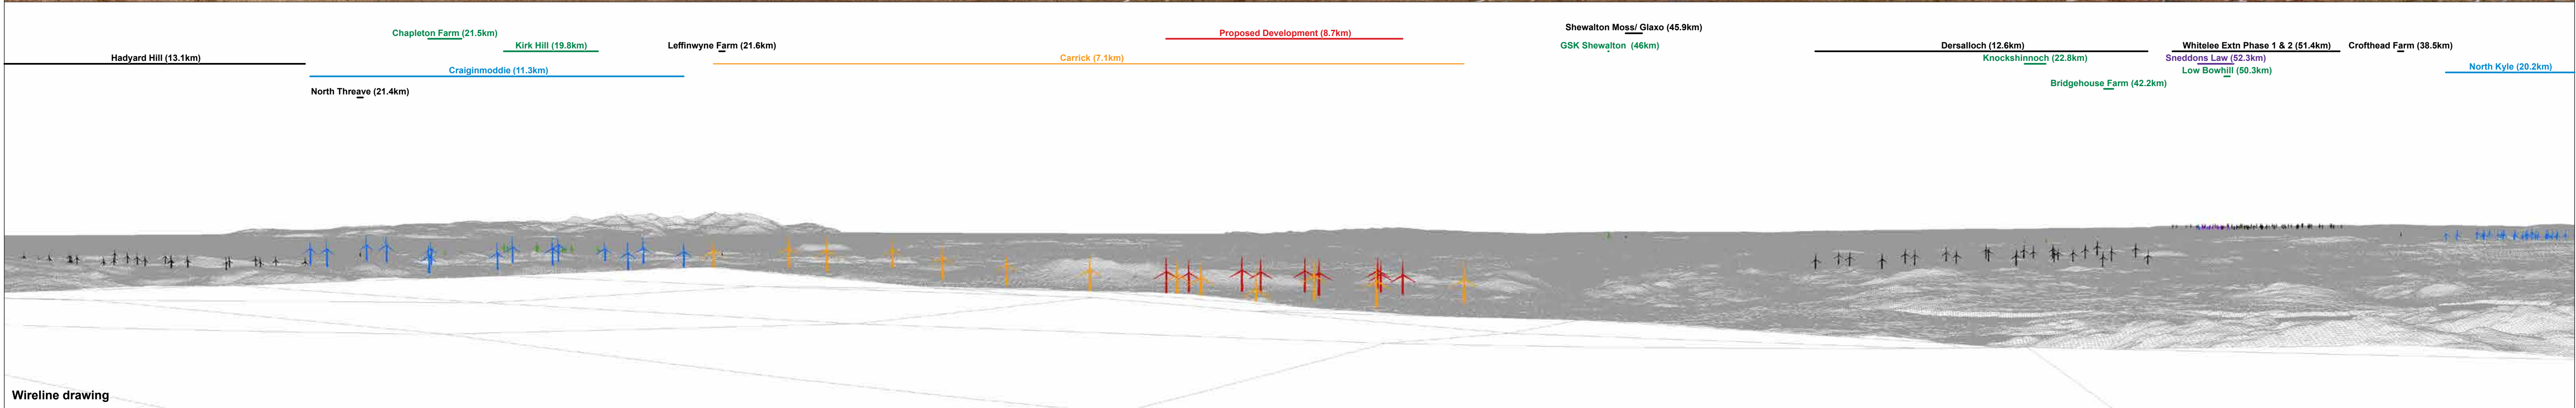 Shewalton Moss/ Glaxo (45.9km)
Chapleton Farm (21.5km)
Proposed Development (8.7km)
Kirk Hill (19.8km)
Leffinwyne Farm (21.6km)
GSK Shewalton (46km)
Dersalloch (12.6km)
Whitelee Extn Phase 1 & 2 (51.4km)
Crofthead Farm (38.5km)
Hadyard Hill (13.1km)
Carrick (7.1km)
Knockshinnoch (22.8km)
Sneddons Law (52.3km)
Craiginmoddie (11.3km)
Low Bowhill (50.3km)
North Kyle (20.2km)
Bridgehouse Farm (42.2km)
North Threave (21.4km)
Wireline drawing